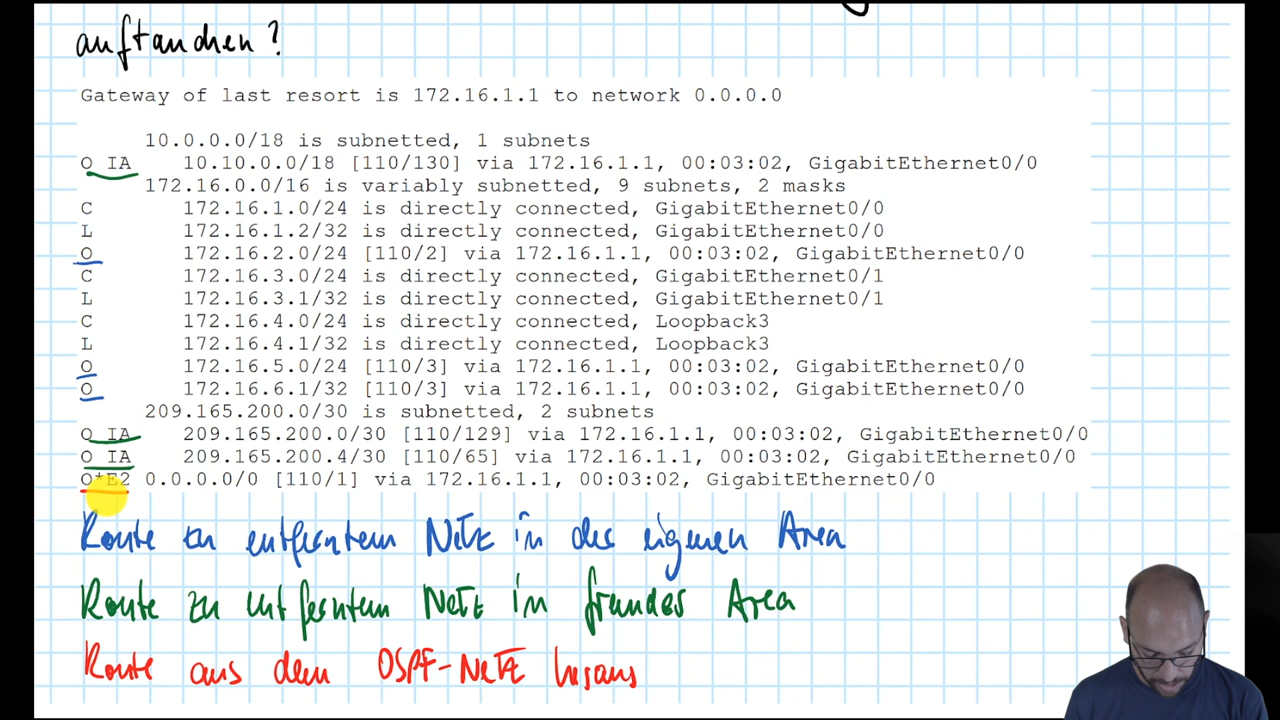 auftauchen?
Gateway of last resort is 172.16.1.1 to network 0.0.0.0
10.0.0.0/18 is subnetted, 1 subnets
O IA 10.10.0.0/18 [110/130] via 172.16.1.1, 00:03:02, GigabitEthernet0/0
172.16.0.0/16 is variably subnetted, 9 subnets, 2 masks
C 172.16.1.0/24 is directly connected, GigabitEthernet0/0
L 172.16.1.2/32 is directly connected, GigabitEthernet0/0
O 172.16.2.0/24 [110/2] via 172.16.1.1, 00:03:02, GigabitEthernet0/0
C 172.16.3.0/24 is directly connected, GigabitEthernet0/1
L 172.16.3.1/32 is directly connected, GigabitEthernet0/1
C 172.16.4.0/24 is directly connected, Loopback3
L 172.16.4.1/32 is directly connected, Loopback3
O 172.16.5.0/24 [110/3] via 172.16.1.1, 00:03:02, GigabitEthernet0/0
O 172.16.6.1/32 [110/3] via 172.16.1.1, 00:03:02, GigabitEthernet0/0
209.165.200.0/30 is subnetted, 2 subnets
O IA 209.165.200.0/30 [110/129] via 172.16.1.1, 00:03:02, GigabitEthernet0/0
O IA 209.165.200.4/30 [110/65] via 172.16.1.1, 00:03:02, GigabitEthernet0/0
O*E2 0.0.0.0/0 [110/1] via 172.16.1.1, 00:03:02, GigabitEthernet0/0
Route zu entferntem Netz in der eigenen Area
Route zu entferntem Netz in fremder Area
Route aus dem OSPF-Netz heraus